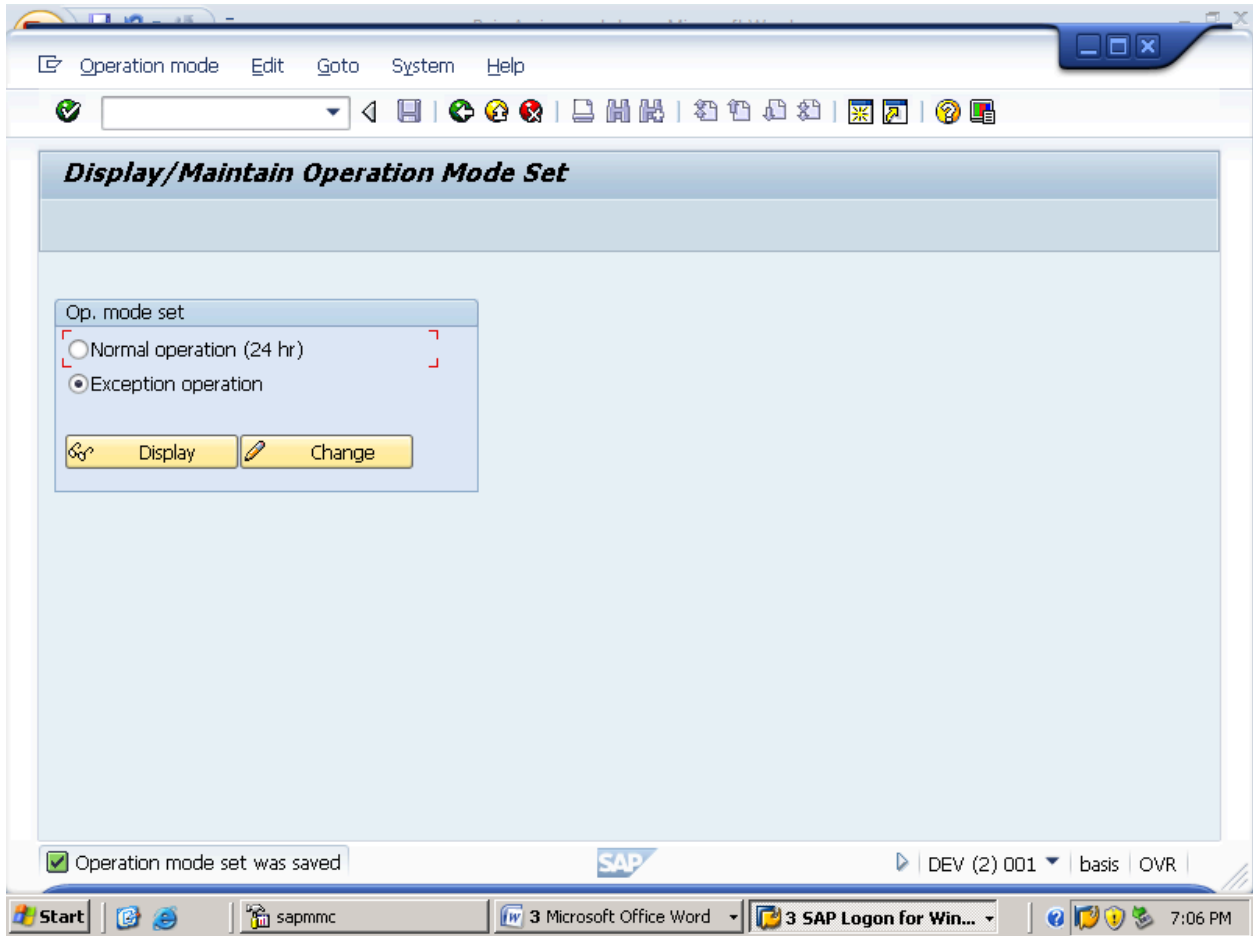 Operation mode Edit Goto System Help
Display/Maintain Operation Mode Set
Op. mode set
Normal operation (24 hr)
Exception operation
Display Change
Operation mode set was saved SAP DEV (2) 001 basis OVR
Start sapmmc 3 Microsoft Office Word 3 SAP Logon for Win... 7:06 PM